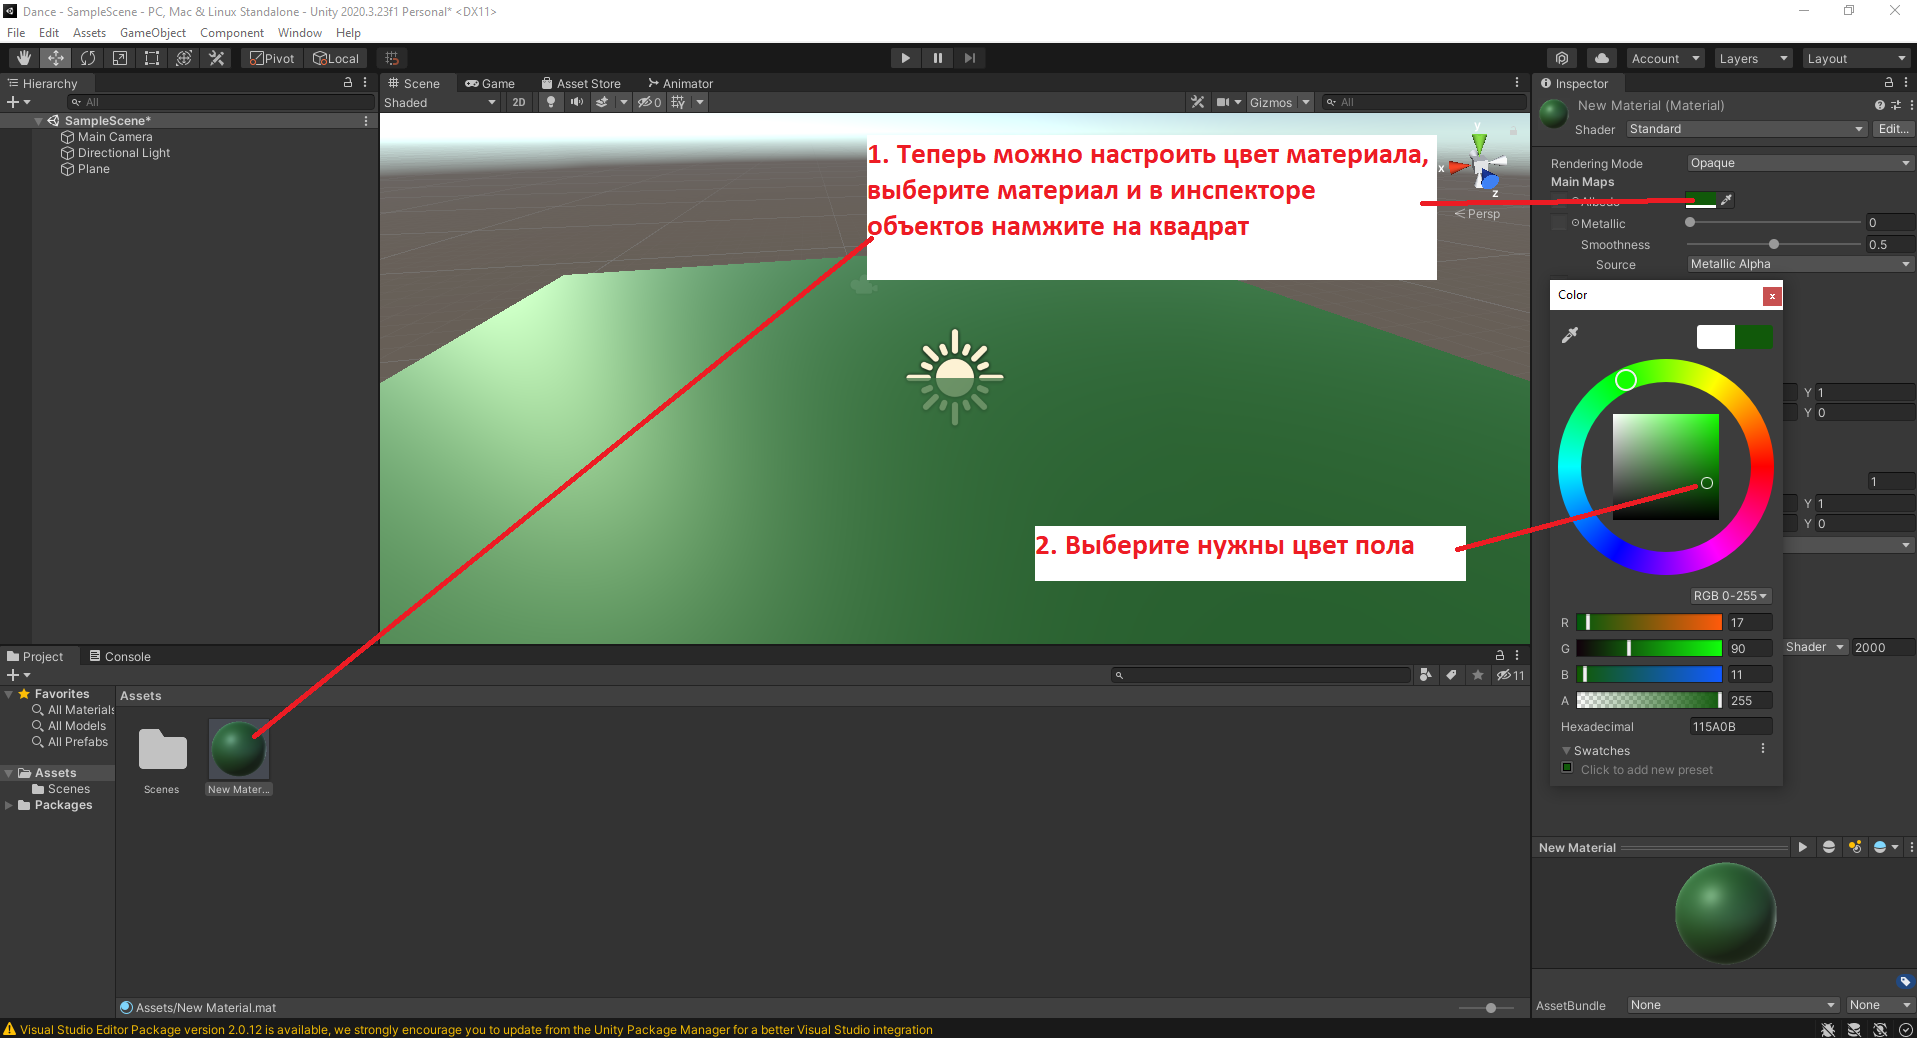 Dance - SampleScene - PC, Mac & Linux Standalone - Unity 2020.3.23f1 Personal* <DX11>
File Edit Assets GameObject Component Window Help
Pivot Local Account Layers Layout
Hierarchy
All
SampleScene*
Main Camera
Directional Light
Plane
Scene Game Asset Store Animator
Shaded 2D 0 Gizmos All
1. Теперь можно настроить цвет материала,
выберите материал и в инспекторе
объектов намжите на квадрат
y
x
z
Persp
2. Выберите нужны цвет пола
Inspector
New Material (Material)
Shader Standard Edit...
Rendering Mode Opaque
Main Maps
Albedo
Metallic 0
Smoothness 0.5
Source Metallic Alpha
Color
x
Y 1
Y 0
1
Y 1
Y 0
RGB 0-255
R 17
G 90
B 11
A 255
Hexadecimal 115A0B
Swatches
Click to add new preset
Shader 2000
Project Console
11
Favorites
All Materials
All Models
All Prefabs
Assets
Scenes
Packages
Assets
Scenes
New Mater...
Assets/New Material.mat
New Material
AssetBundle None None
Visual Studio Editor Package version 2.0.12 is available, we strongly encourage you to update from the Unity Package Manager for a better Visual Studio integration